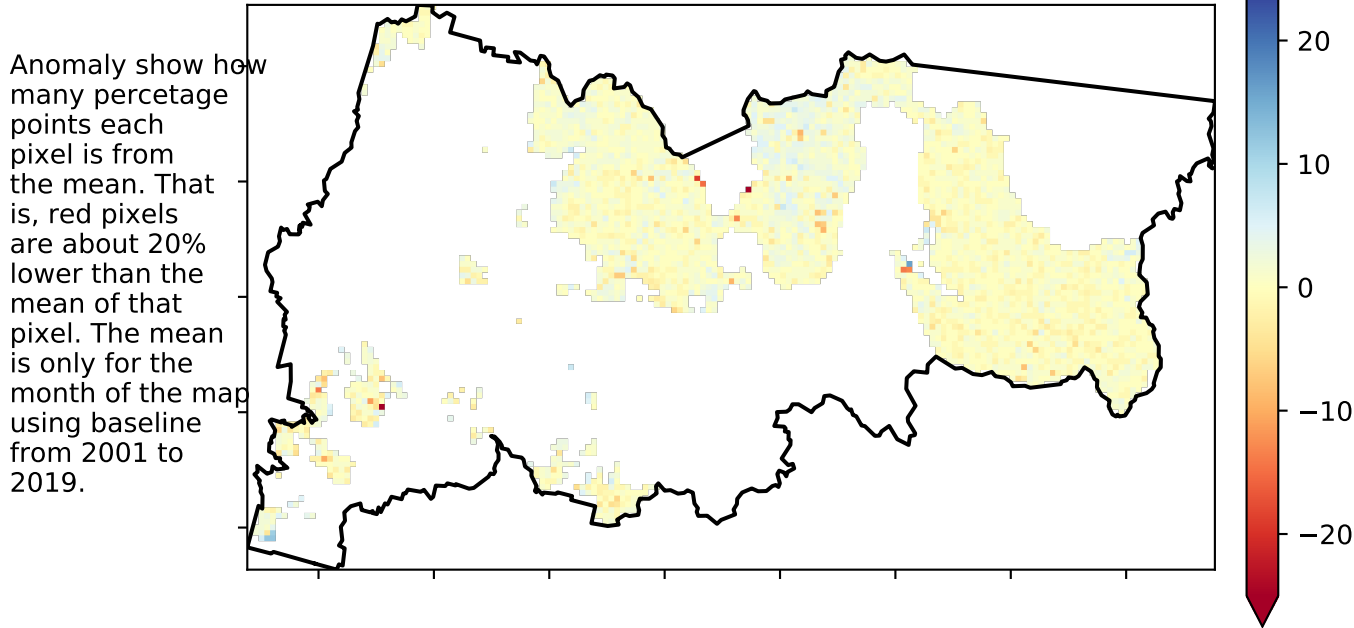 Anomaly show how
many percetage
points each
pixel is from
the mean. That
is, red pixels
are about 20%
lower than the
mean of that
pixel. The mean
is only for the
month of the map
using baseline
from 2001 to
2019.
20
10
0
−10
−20